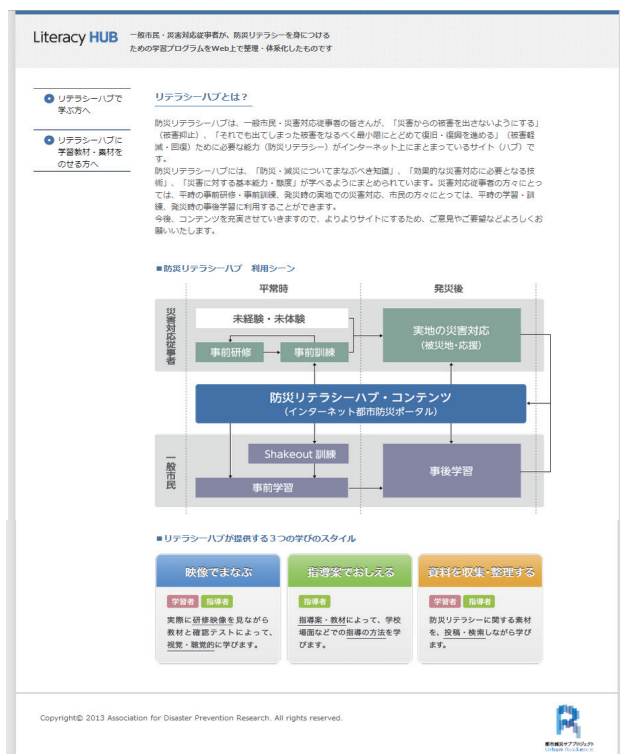 Literacy HUB
一般市民・災害対応従事者が、防災リテラシーを身につける
ための学習プログラムをWeb上で整理・体系化したものです
リテラシーハブで
学ぶ方へ
リテラシーハブに
学習教材・素材を
のせる方へ
リテラシーハブとは？
防災リテラシーハブは、一般市民・災害対応従事者の皆さんが、「災害からの被害を出さないようにする」
（被害抑止）、「それでも出てしまった被害をなるべく最小限にとどめて復旧・復興を進める」（被害軽
減・回復）ために必要な能力（防災リテラシー）がインターネット上にまとまっているサイト（ハブ）で
す。
防災リテラシーハブには、「防災・減災についてまなぶべき知識」、「効果的な災害対応に必要となる技
術」、「災害に対する基本能力・態度」が学べるようにまとめられています。災害対応従事者の方々にとっ
ては、平時の事前研修・事前訓練、発災時の実地での災害対応、市民の方々にとっては、平時の学習・訓
練、発災時の事後学習に利用することができます。
今後、コンテンツを充実させていきますので、よりよりサイトにするため、ご意見やご要望などよろしくお
願いいたします。
■防災リテラシーハブ 利用シーン
平常時
発災後
災害対応従事者
未経験・未体験
事前研修
事前訓練
実地の災害対応
（被災地・応援）
防災リテラシーハブ・コンテンツ
（インターネット都市防災ポータル）
一般市民
Shakeout 訓練
事前学習
事後学習
■リテラシーハブが提供する３つの学びのスタイル
映像でまなぶ
学習者 指導者
実際に研修映像を見ながら
教材と確認テストによって、
視覚・聴覚的に学びます。
指導案でおしえる
指導者
指導案・教材によって、学校
場面などでの指導の方法を学
びます。
資料を収集・整理する
学習者 指導者
防災リテラシーに関する素材
を、投稿・検索しながら学び
ます。
Copyright© 2013 Association for Disaster Prevention Research. All rights reserved.
都市減災サブプロジェクト
Urban Resilience